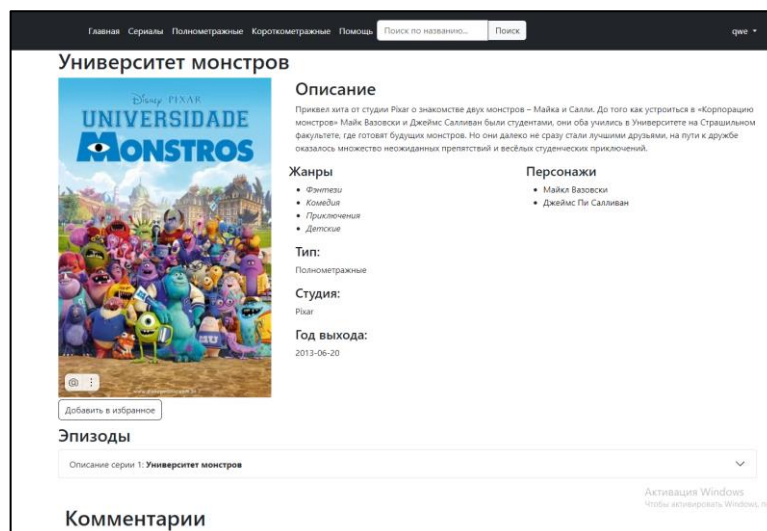 Главная Сериалы Полнометражные Короткометражные Помощь Поиск по названию... Поиск qwe
Университет монстров
Disney PIXAR
UNIVERSIDADE
MONSTROS
MU
Добавить в избранное
Описание
Приквел хита от студии Pixar о знакомстве двух монстров – Майка и Салли. До того как устроиться в «Корпорацию
монстров» Майк Вазовски и Джеймс Салливан были студентами, они оба учились в Университете на Страшильном
факультете, где готовят будущих монстров. Но они далеко не сразу стали лучшими друзьями, на пути к дружбе
оказалось множество неожиданных препятствий и весёлых студенческих приключений.
Жанры
Фэнтези
Комедия
Приключения
Детские
Персонажи
Майкл Вазовски
Джеймс Пи Салливан
Тип:
Полнометражные
Студия:
Pixar
Год выхода:
2013-06-20
Эпизоды
Описание серии 1: Университет монстров
Активация Windows
Чтобы активировать Windows, п
Комментарии